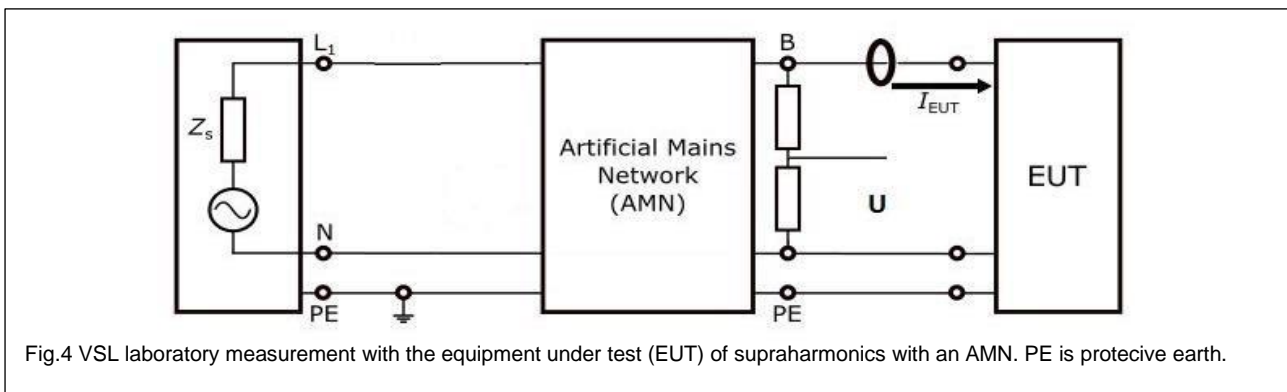 L1
B
Zs
IEUT
Artificial Mains
Network
(AMN)
EUT
U
N
PE
PE
Fig.4 VSL laboratory measurement with the equipment under test (EUT) of supraharmonics with an AMN. PE is protecive earth.